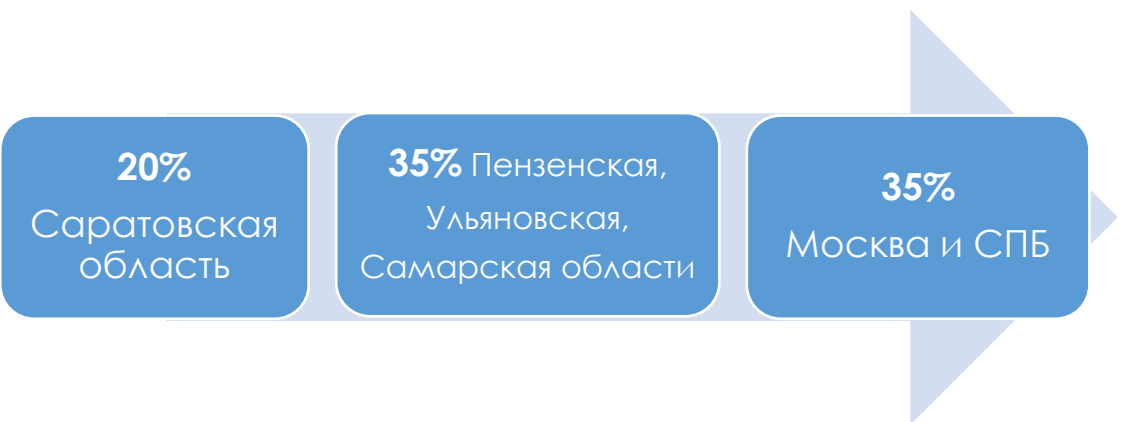 20%
Саратовская
область
35% Пензенская,
Ульяновская,
Самарская области
35%
Москва и СПБ